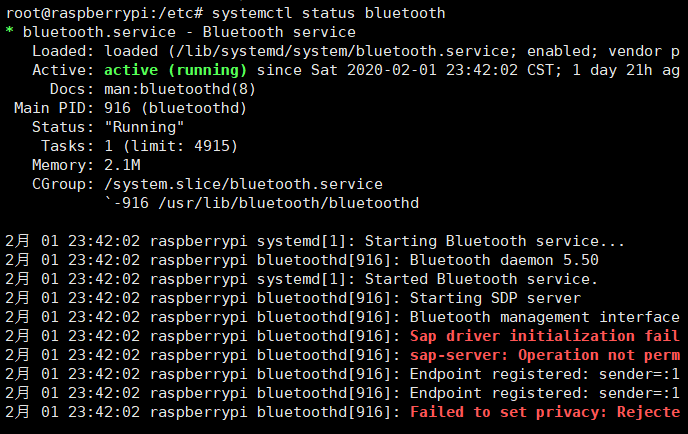 root@raspberrypi:/etc# systemctl status bluetooth
* bluetooth.service - Bluetooth service
   Loaded: loaded (/lib/systemd/system/bluetooth.service; enabled; vendor p
   Active: active (running) since Sat 2020-02-01 23:42:02 CST; 1 day 21h ag
     Docs: man:bluetoothd(8)
 Main PID: 916 (bluetoothd)
   Status: "Running"
    Tasks: 1 (limit: 4915)
   Memory: 2.1M
   CGroup: /system.slice/bluetooth.service
           `-916 /usr/lib/bluetooth/bluetoothd

2月 01 23:42:02 raspberrypi systemd[1]: Starting Bluetooth service...
2月 01 23:42:02 raspberrypi bluetoothd[916]: Bluetooth daemon 5.50
2月 01 23:42:02 raspberrypi systemd[1]: Started Bluetooth service.
2月 01 23:42:02 raspberrypi bluetoothd[916]: Starting SDP server
2月 01 23:42:02 raspberrypi bluetoothd[916]: Bluetooth management interface
2月 01 23:42:02 raspberrypi bluetoothd[916]: Sap driver initialization fail
2月 01 23:42:02 raspberrypi bluetoothd[916]: sap-server: Operation not perm
2月 01 23:42:02 raspberrypi bluetoothd[916]: Endpoint registered: sender=:1
2月 01 23:42:02 raspberrypi bluetoothd[916]: Endpoint registered: sender=:1
2月 01 23:42:02 raspberrypi bluetoothd[916]: Failed to set privacy: Rejecte